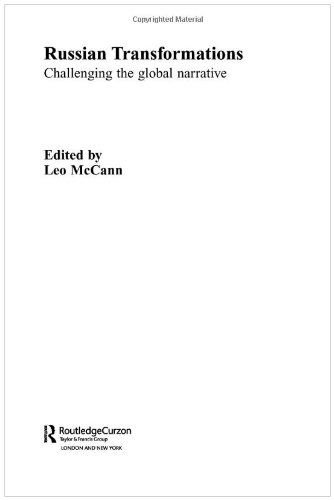 Copyrighted Material
Russian Transformations
Challenging the global narrative
Edited by
Leo McCann
R
RoutledgeCurzon
Taylor & Francis Group
LONDON AND NEW YORK